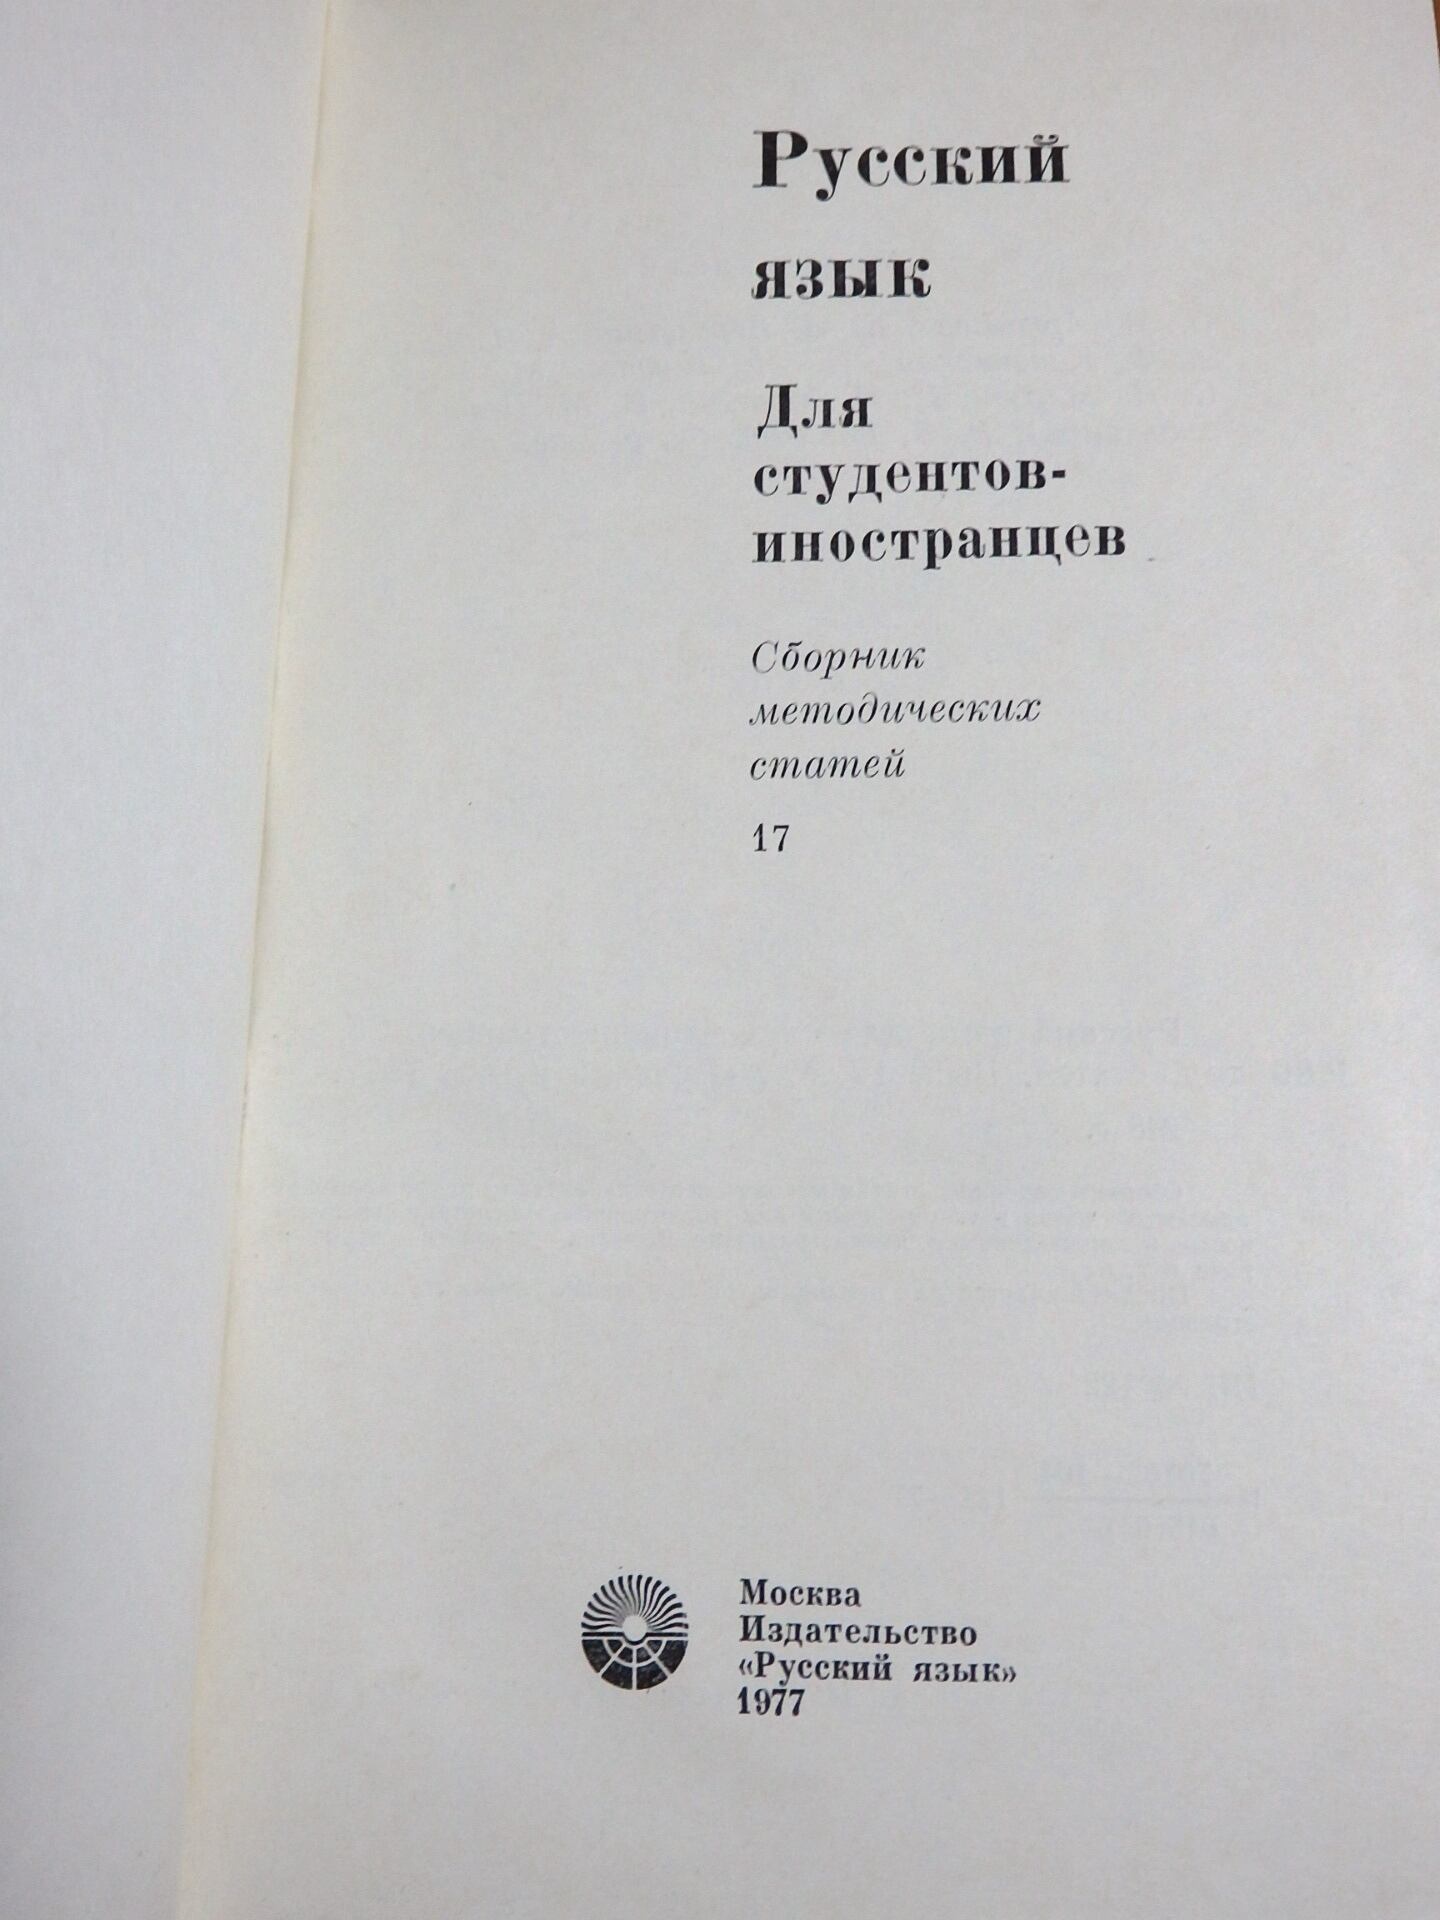 Русский
язык
Для
студентов-
иностранцев
Сборник
методических
статей
17
Москва
Издательство
«Русский язык»
1977